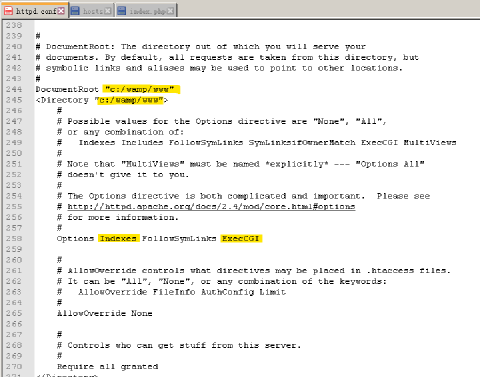 httpd.conf hosts index.php
238
239 #
240 # DocumentRoot: The directory out of which you will serve your
241 # documents. By default, all requests are taken from this directory, but
242 # symbolic links and aliases may be used to point to other locations.
243 #
244 DocumentRoot "c:/wamp/www"
245 <Directory "c:/wamp/www">
246 #
247 # Possible values for the Options directive are "None", "All",
248 # or any combination of:
249 # Indexes Includes FollowSymLinks SymLinksifOwnerMatch ExecCGI MultiViews
250 #
251 # Note that "MultiViews" must be named *explicitly* --- "Options All"
252 # doesn't give it to you.
253 #
254 # The Options directive is both complicated and important. Please see
255 # http://httpd.apache.org/docs/2.4/mod/core.html#options
256 # for more information.
257 #
258 Options Indexes FollowSymLinks ExecCGI
259
260 #
261 # AllowOverride controls what directives may be placed in .htaccess files.
262 # It can be "All", "None", or any combination of the keywords:
263 # AllowOverride FileInfo AuthConfig Limit
264 #
265 AllowOverride None
266
267 #
268 # Controls who can get stuff from this server.
269 #
270 Require all granted
271 </Directory>